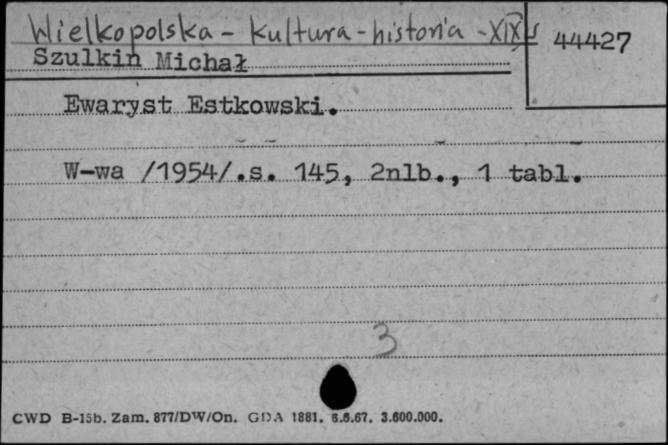 Wielkopolska - kultura - historia - XIX w
44427
Szulkin Michał
Ewaryst Estkowski.
W-wa /1954/.s. 145, 2nlb., 1 tabl.
3
CWD B-15b. Zam. 877/DW/On. GDA 1881. 6.6.67. 3.600.000.